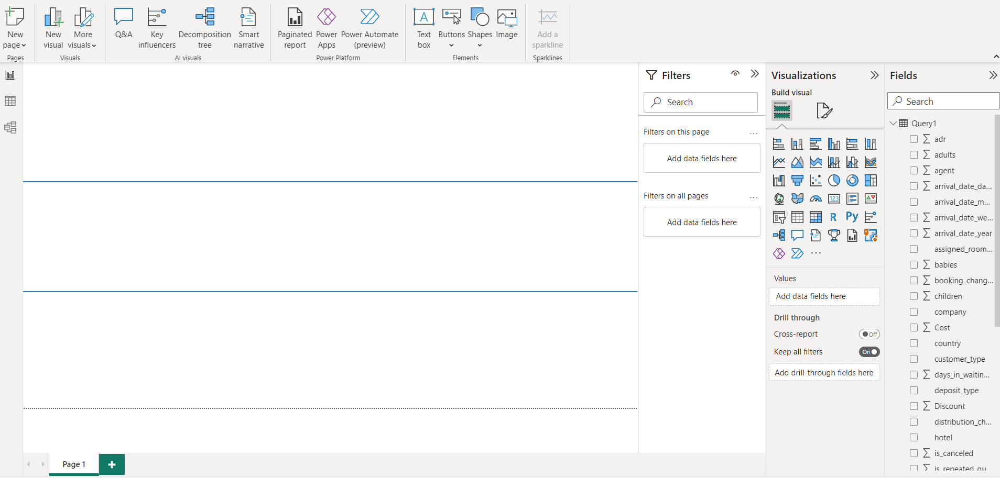 New page
Pages
New visual
More visuals
Visuals
Q&A
Key influencers
Decomposition tree
Smart narrative
AI visuals
Paginated report
Power Apps
Power Automate (preview)
Power Platform
A
Text box
Buttons
Shapes
Image
Elements
Add a sparkline
Sparklines
Filters
Search
Filters on this page
...
Add data fields here
Filters on all pages
...
Add data fields here
Visualizations
Build visual
123
R
Py
...
Values
Add data fields here
Drill through
Cross-report
Off
Keep all filters
On
Add drill-through fields here
Fields
Search
Query1
∑ adr
∑ adults
∑ agent
∑ arrival_date_da...
arrival_date_m...
∑ arrival_date_we...
∑ arrival_date_year
assigned_room...
∑ babies
∑ booking_chang...
∑ children
company
∑ Cost
country
customer_type
∑ days_in_waitin...
deposit_type
∑ Discount
distribution_ch...
hotel
∑ is_canceled
∑ is_repeated_gu...
Page 1